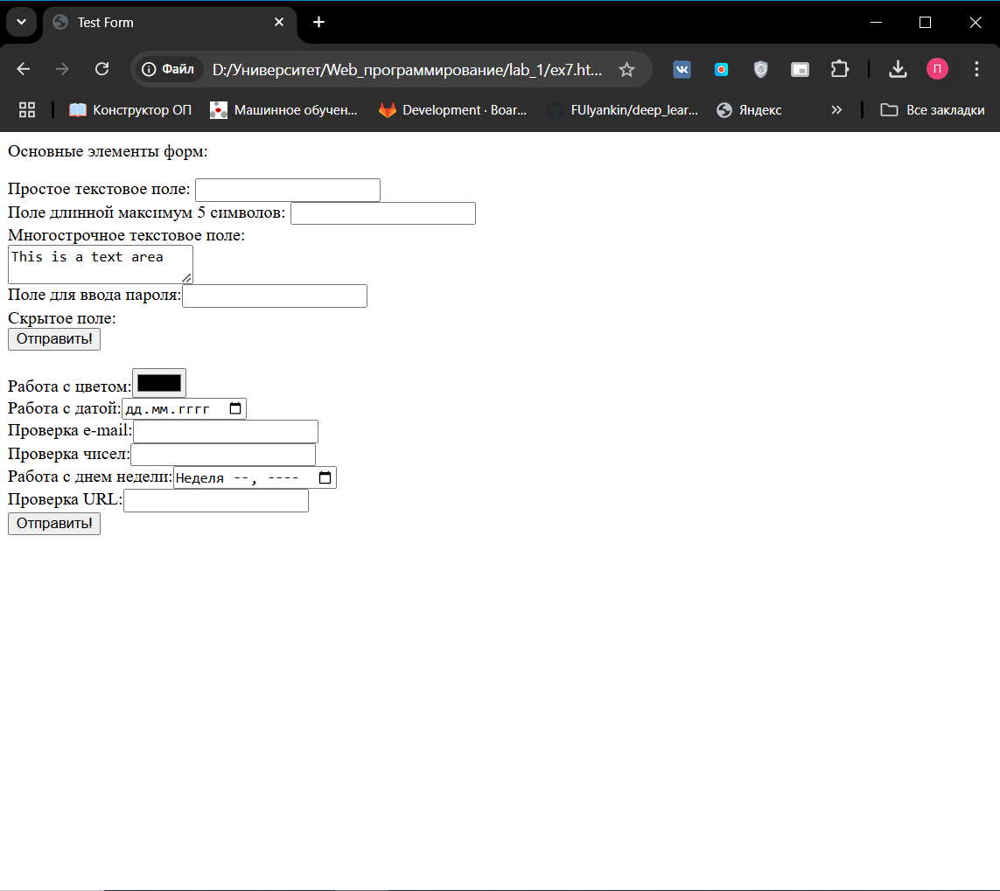 Test Form
Файл D:/Университет/Web_программирование/lab_1/ex7.ht...
П
Конструктор ОП Машинное обучен... Development · Boar... FUlyankin/deep_lear... Яндекс » Все закладки
Основные элементы форм:
Простое текстовое поле:
Поле длинной максимум 5 символов:
Многострочное текстовое поле:
This is a text area
Поле для ввода пароля:
Скрытое поле:
Отправить!
Работа с цветом:
Работа с датой: дд.мм.гггг
Проверка e-mail:
Проверка чисел:
Работа с днем недели: Неделя --, ----
Проверка URL:
Отправить!